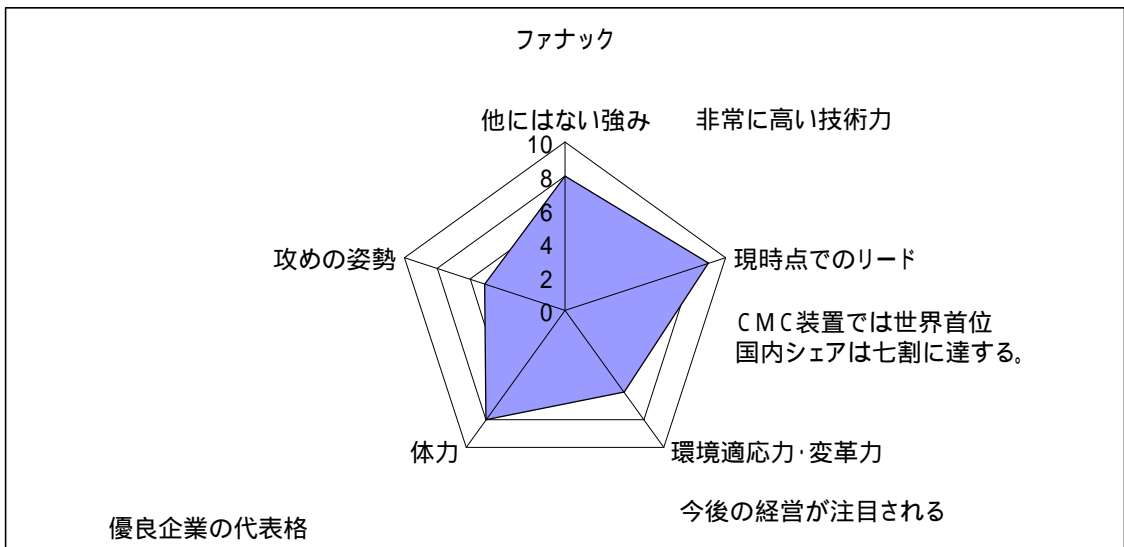 ファナック
他にはない強み
非常に高い技術力
10
8
6
4
2
0
攻めの姿勢
現時点でのリード
CMC装置では世界首位
国内シェアは七割に達する。
体力
環境適応力・変革力
今後の経営が注目される
優良企業の代表格